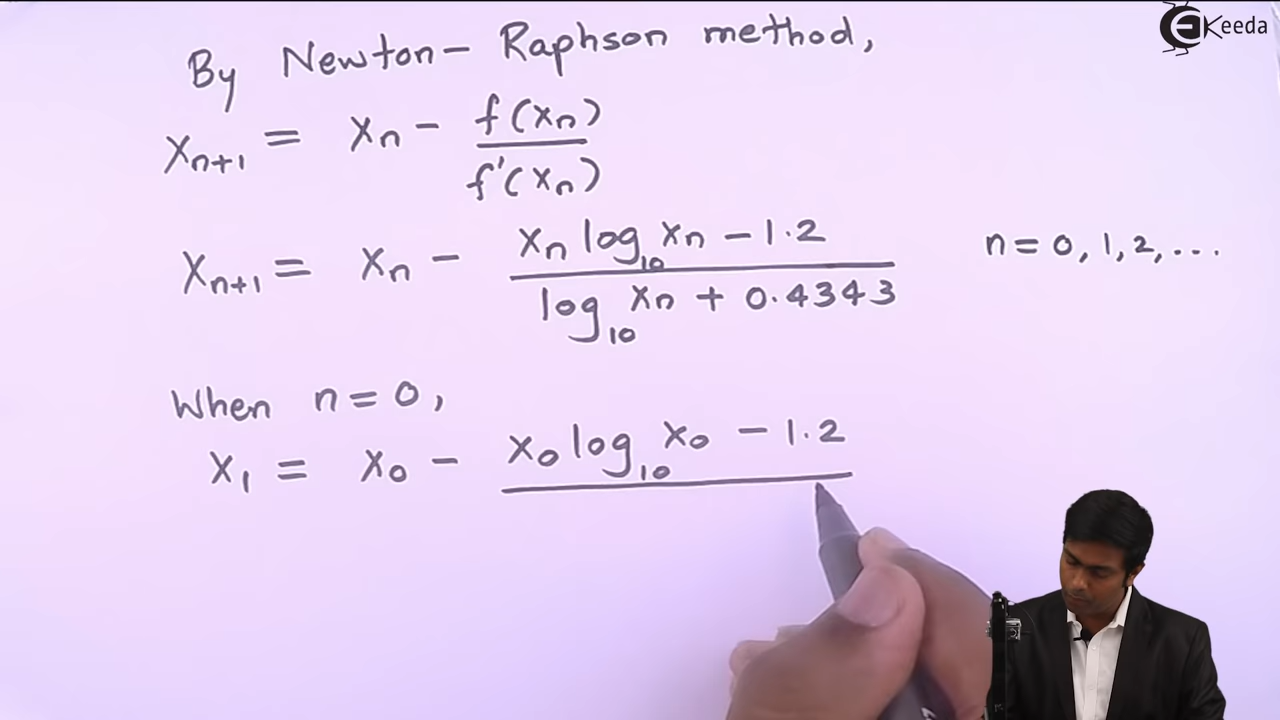 EKeeda
By Newton- Raphson method,
xₙ₊₁ = xₙ - f(xₙ) / f'(xₙ)
xₙ₊₁ = xₙ - (xₙ log₁₀ xₙ - 1.2) / (log₁₀ xₙ + 0.4343) n = 0, 1, 2, ...
When n = 0,
x₁ = x₀ - x₀ log₁₀ x₀ - 1.2